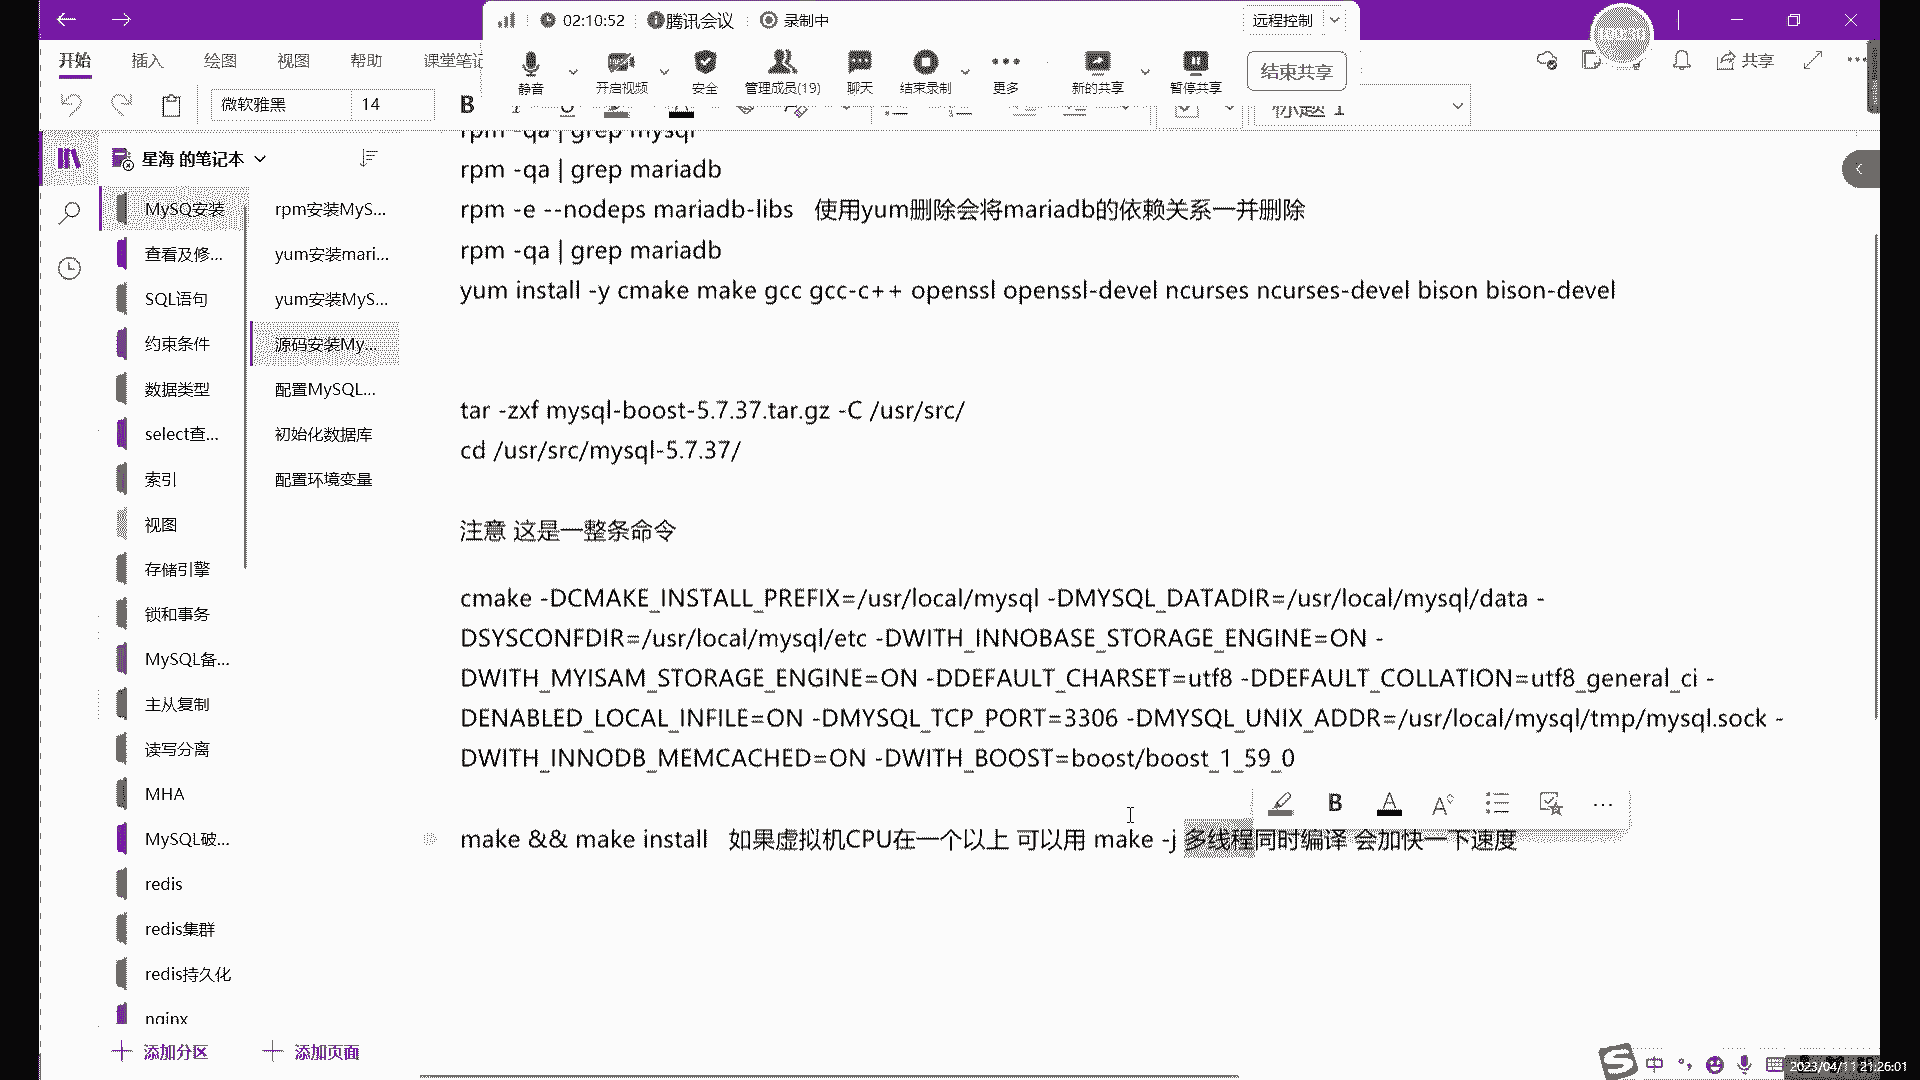 02:10:52 腾讯会议 录制中 远程控制
开始 插入 绘图 视图 帮助 课堂笔记
静音 开启视频 安全 管理成员(19) 聊天 结束录制 更多 新的共享 暂停共享 结束共享
共享
微软雅黑 14 B 标题 1
星海 的笔记本
MySQ安装
查看及修...
SQL语句
约束条件
数据类型
select查...
索引
视图
存储引擎
锁和事务
MySQL备...
主从复制
读写分离
MHA
MySQL破...
redis
redis集群
redis持久化
nginx
添加分区
rpm安装MyS...
yum安装mari...
yum安装MyS...
源码安装My...
配置MySQL...
初始化数据库
配置环境变量
添加页面
rpm -qa | grep mysql
rpm -qa | grep mariadb
rpm -e --nodeps mariadb-libs 使用yum删除会将mariadb的依赖关系一并删除
rpm -qa | grep mariadb
yum install -y cmake make gcc gcc-c++ openssl openssl-devel ncurses ncurses-devel bison bison-devel
tar -zxf mysql-boost-5.7.37.tar.gz -C /usr/src/
cd /usr/src/mysql-5.7.37/
注意 这是一整条命令
cmake -DCMAKE_INSTALL_PREFIX=/usr/local/mysql -DMYSQL_DATADIR=/usr/local/mysql/data -
DSYSCONFDIR=/usr/local/mysql/etc -DWITH_INNOBASE_STORAGE_ENGINE=ON -
DWITH_MYISAM_STORAGE_ENGINE=ON -DDEFAULT_CHARSET=utf8 -DDEFAULT_COLLATION=utf8_general_ci -
DENABLED_LOCAL_INFILE=ON -DMYSQL_TCP_PORT=3306 -DMYSQL_UNIX_ADDR=/usr/local/mysql/tmp/mysql.sock -
DWITH_INNODB_MEMCACHED=ON -DWITH_BOOST=boost/boost_1_59_0
B A A
make && make install 如果虚拟机CPU在一个以上 可以用 make -j 多线程同时编译 会加快一下速度
中
2023/04/11 21:26:01